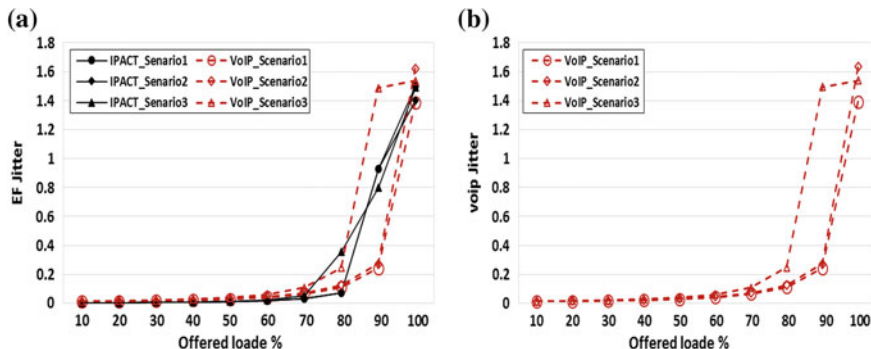 (a)
1.8
1.6
1.4
1.2
1
0.8
0.6
0.4
0.2
0
EF Jitter
IPACT_Senario1
VoIP_Scenario1
IPACT_Senario2
VoIP_Scenario2
IPACT_Senario3
VoIP_Scenario3
10 20 30 40 50 60 70 80 90 100
Offered loade %
(b)
1.8
1.6
1.4
1.2
1
0.8
0.6
0.4
0.2
0
voip Jitter
VoIP_Scenario1
VoIP_Scenario2
VoIP_Scenario3
10 20 30 40 50 60 70 80 90 100
Offered loade %